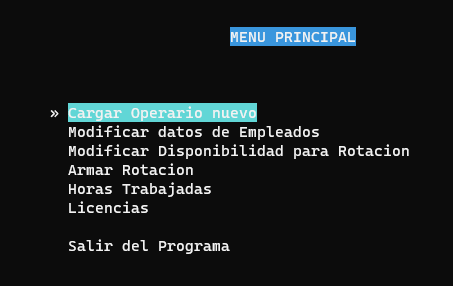 MENU PRINCIPAL
» Cargar Operario nuevo
Modificar datos de Empleados
Modificar Disponibilidad para Rotacion
Armar Rotacion
Horas Trabajadas
Licencias
Salir del Programa